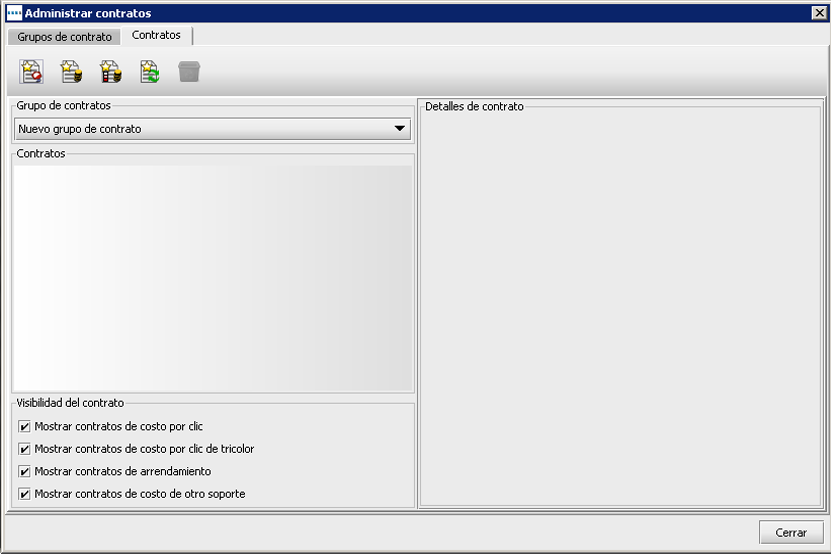 Administrar contratos
Grupos de contrato Contratos
Grupo de contratos
Nuevo grupo de contrato
Contratos
Visibilidad del contrato
Mostrar contratos de costo por clic
Mostrar contratos de costo por clic de tricolor
Mostrar contratos de arrendamiento
Mostrar contratos de costo de otro soporte
Detalles de contrato
Cerrar